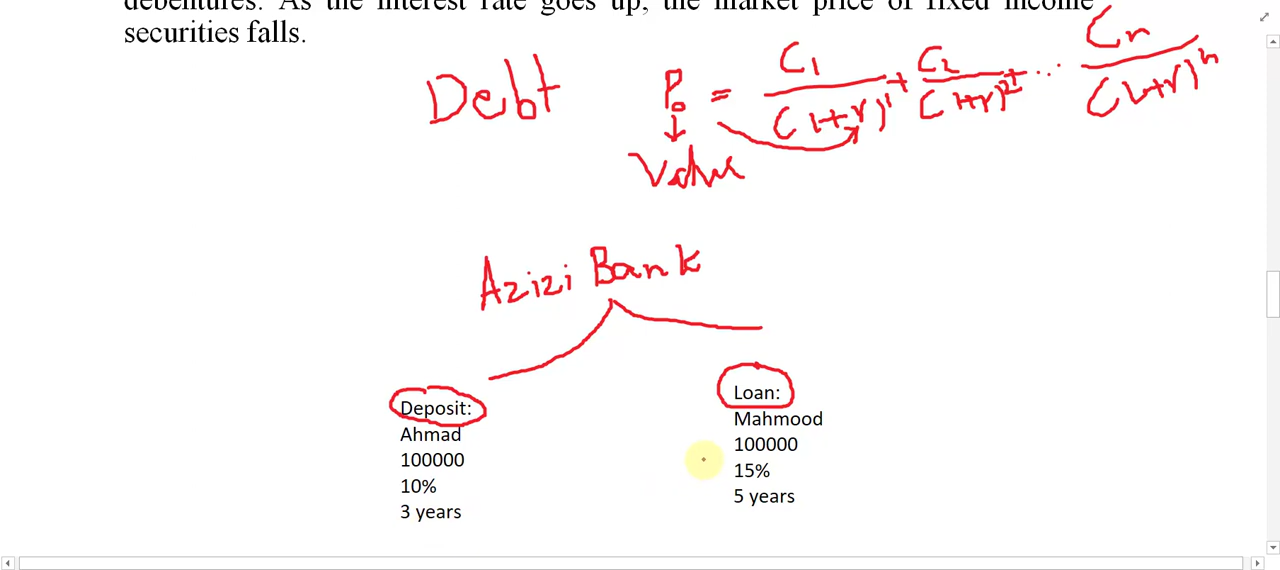 debentures. As the interest rate goes up, the market price of fixed income
securities falls.
Debt P₀ = C₁/(1+r)¹ + C₂/(1+r)² + ... Cn/(1+r)ⁿ
Value
Azizi Bank
Deposit:
Ahmad
100000
10%
3 years
Loan:
Mahmood
100000
15%
5 years